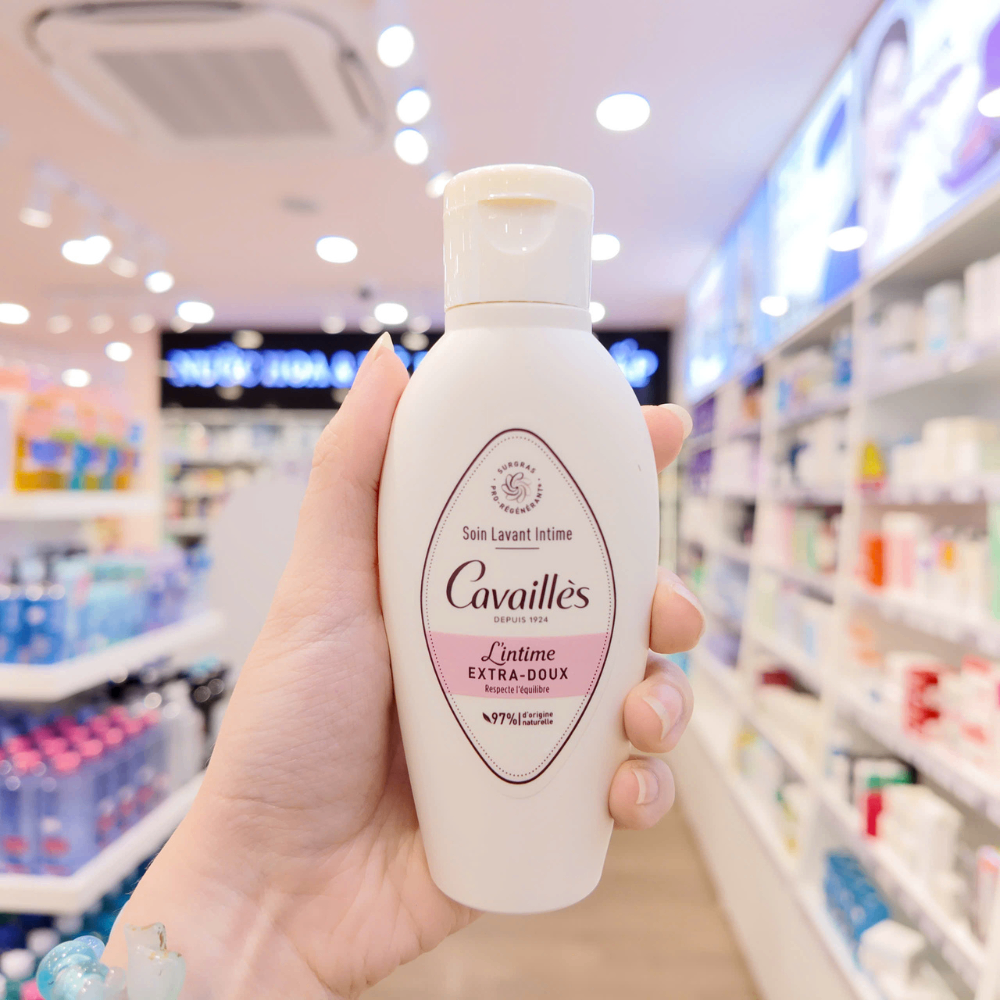 SURGRAS
PRO-RÉGÉNÉRANT
Soin Lavant Intime
Cavaillès
DEPUIS 1924
L'intime
EXTRA-DOUX
Respecte l'équilibre
97% d'origine
naturelle